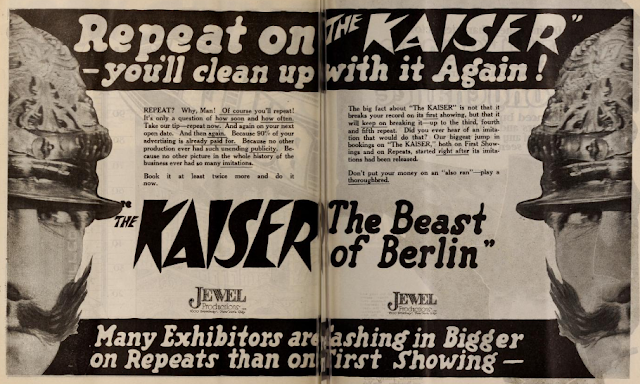 Repeat on "THE KAISER"
—you'll clean up with it Again!
REPEAT? Why, Man! Of course you'll repeat!
It's only a question of how soon and how often.
Take our tip—repeat now. And again on your next
open date. And then again. Because 90% of your
advertising is already paid for. Because no other
production ever had such unending publicity. Be-
cause no other picture in the whole history of the
business ever had so many imitations.
Book it at least twice more and do it
now.
The big fact about "The KAISER" is not that it
breaks your record on its first showing, but that it
will keep on breaking it—up to the third, fourth
and fifth repeat. Did you ever hear of an imita-
tion that would do that? Our biggest jump in
bookings on "The KAISER," both on First Show-
ings and on Repeats, started right after its imita-
tions had been released.
Don't put your money on an "also ran"—play a
thoroughbred.
"THE KAISER The Beast
of Berlin"
JEWEL
Productions
JEWEL
Productions
Many Exhibitors are Cashing in Bigger
on Repeats than on First Showing—